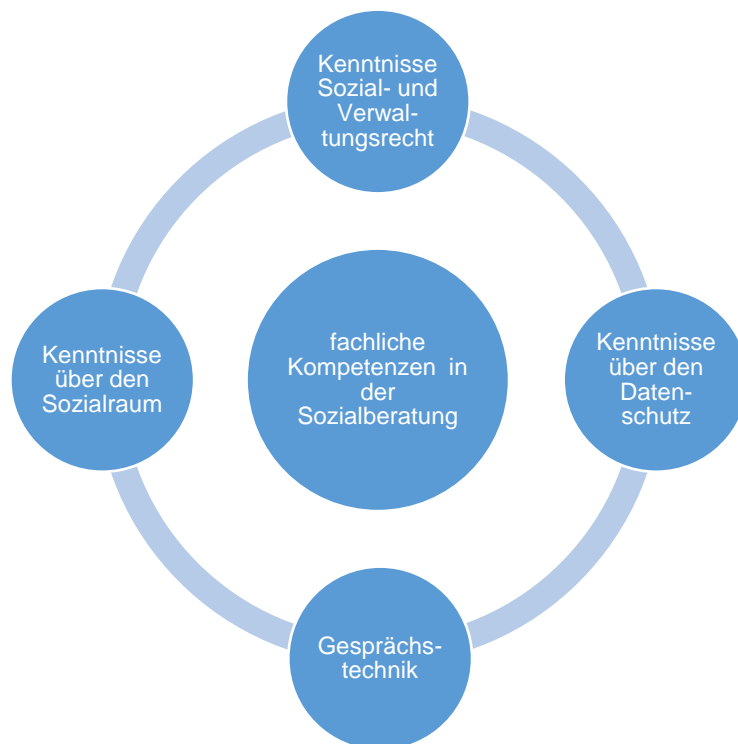 Kenntnisse
Sozial- und
Verwal-
tungsrecht
fachliche
Kompetenzen  in
der
Sozialberatung
Kenntnisse
über den
Daten-
schutz
Gesprächs-
technik
Kenntnisse
über den
Sozialraum